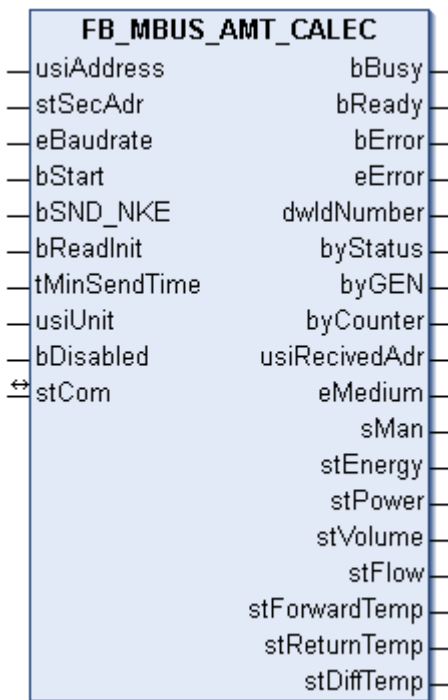 FB_MBUS_AMT_CALEC
usiAddress bBusy
stSecAdr bReady
eBaudrate bError
bStart eError
bSND_NKE dwIdNumber
bReadInit byStatus
tMinSendTime byGEN
usiUnit byCounter
bDisabled usiRecivedAdr
stCom eMedium
sMan
stEnergy
stPower
stVolume
stFlow
stForwardTemp
stReturnTemp
stDiffTemp